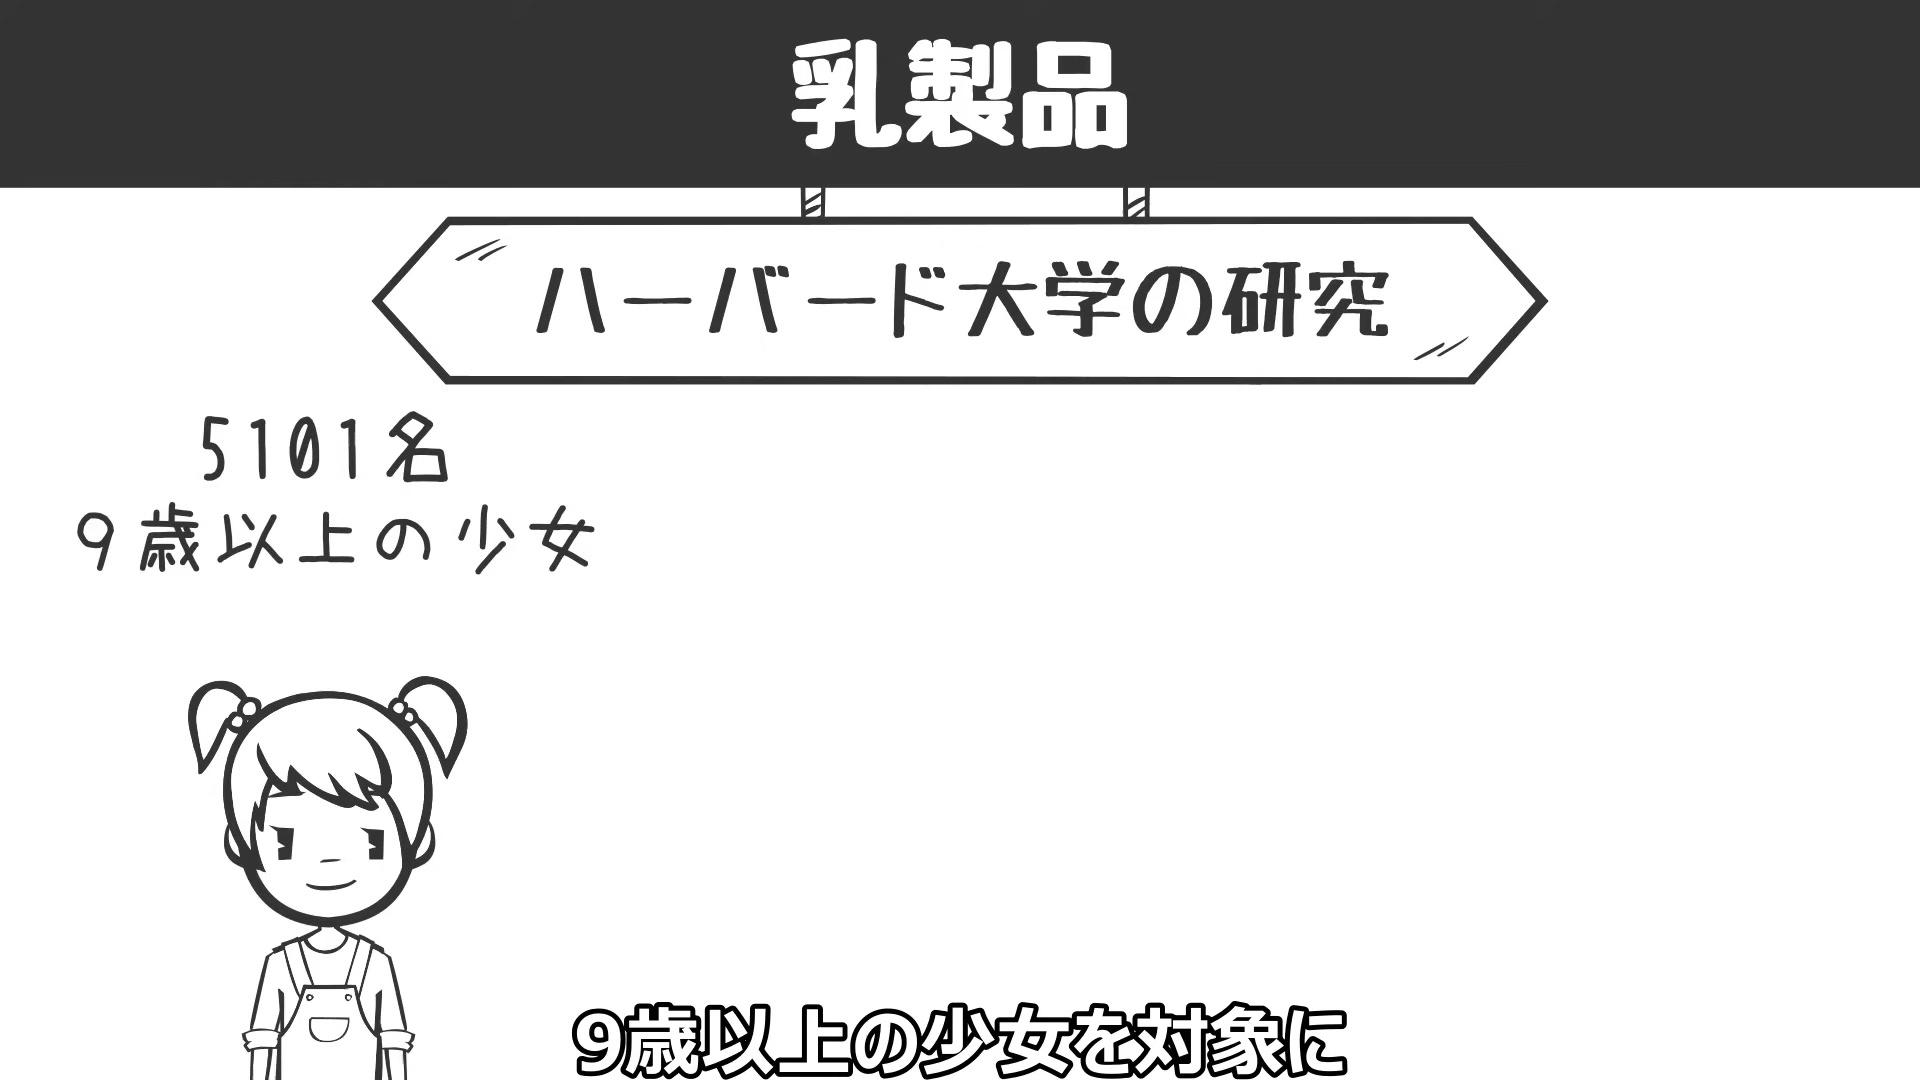 乳製品
ハーバード大学の研究
5101名
9歳以上の少女
9歳以上の少女を対象に